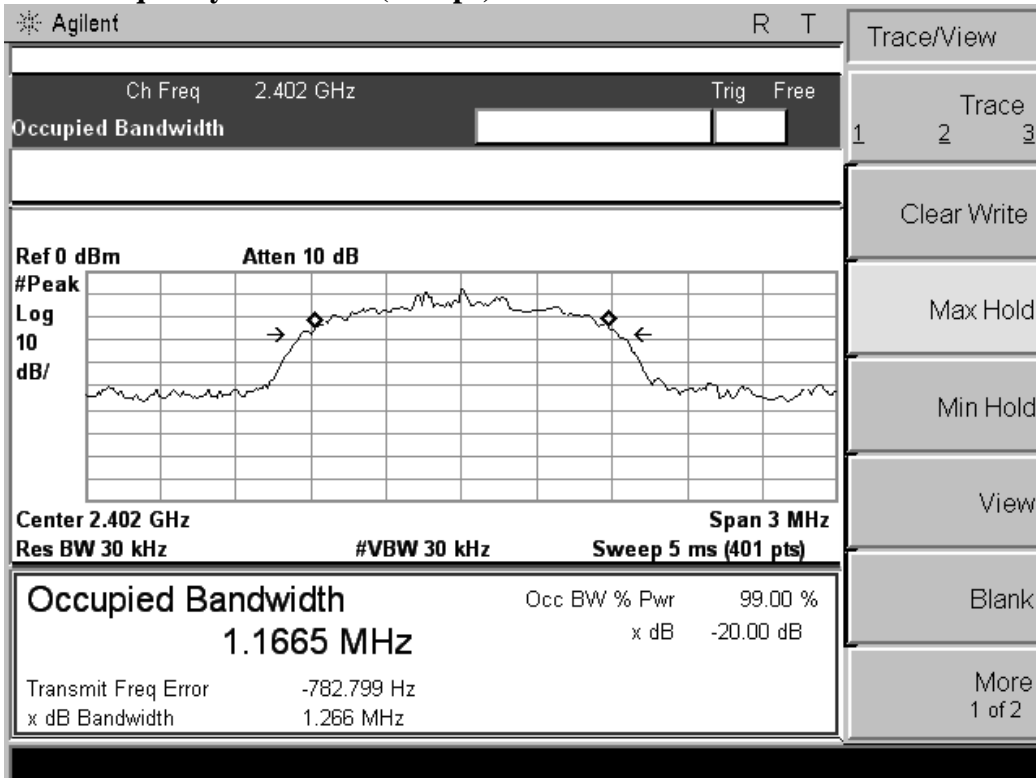 Agilent R T
Trace/View
Ch Freq 2.402 GHz Trig Free
Occupied Bandwidth
Trace
1 2 3
Clear Write
Ref 0 dBm Atten 10 dB
#Peak
Log
10
dB/
Max Hold
Min Hold
Center 2.402 GHz Span 3 MHz
Res BW 30 kHz #VBW 30 kHz Sweep 5 ms (401 pts)
View
Occupied Bandwidth Occ BW % Pwr 99.00 %
1.1665 MHz x dB -20.00 dB
Blank
Transmit Freq Error -782.799 Hz
x dB Bandwidth 1.266 MHz
More
1 of 2